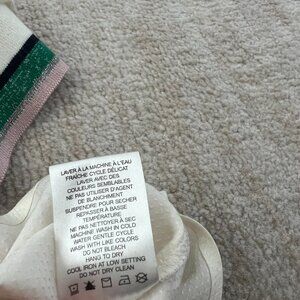 LAVER À LA MACHINE À L'EAU
FRAÎCHE CYCLE DÉLICAT
LAVER AVEC DES
COULEURS SEMBLABLES
NE PAS UTILISER D'AGENT
DE BLANCHIMENT
SUSPENDRE POUR SÉCHER
REPASSER À BASSE
TEMPÉRATURE
NE PAS NETTOYER À SEC
MACHINE WASH IN COLD
WATER GENTLE CYCLE
WASH WITH LIKE COLORS
DO NOT BLEACH
HANG TO DRY
COOL IRON AT LOW SETTING
DO NOT DRY CLEAN